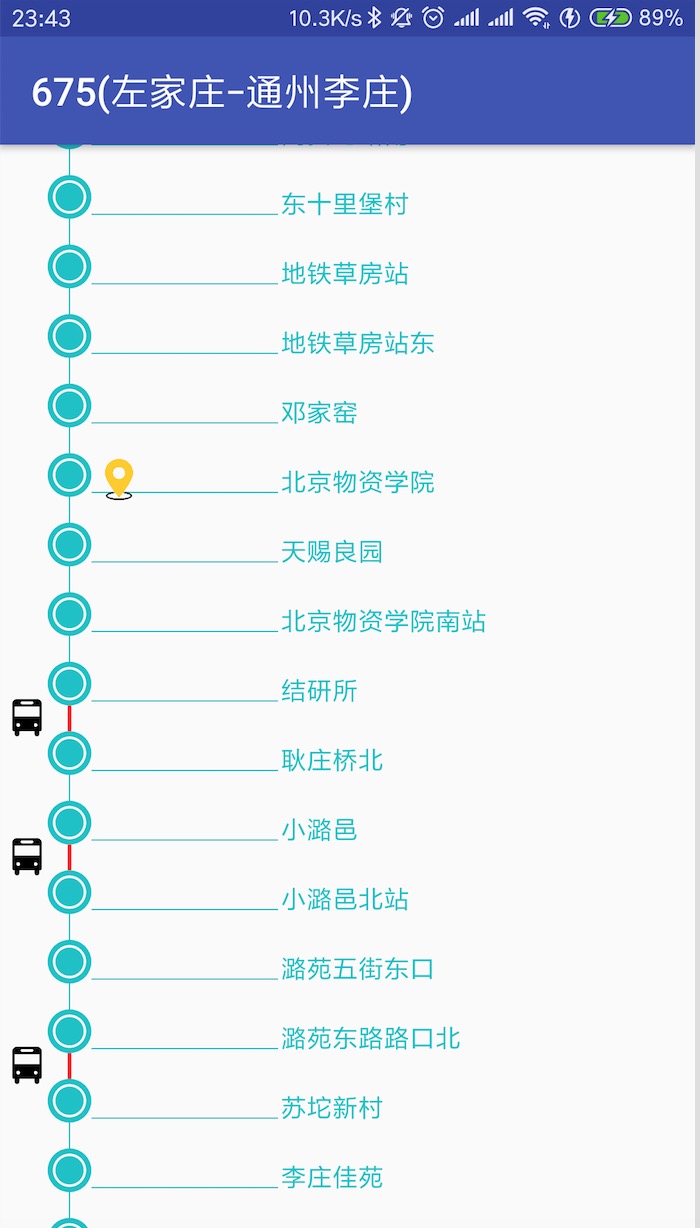 23:43 10.3K/s 89%
675(左家庄-通州李庄)
东十里堡村
地铁草房站
地铁草房站东
邓家窑
北京物资学院
天赐良园
北京物资学院南站
结研所
耿庄桥北
小潞邑
小潞邑北站
潞苑五街东口
潞苑东路路口北
苏坨新村
李庄佳苑